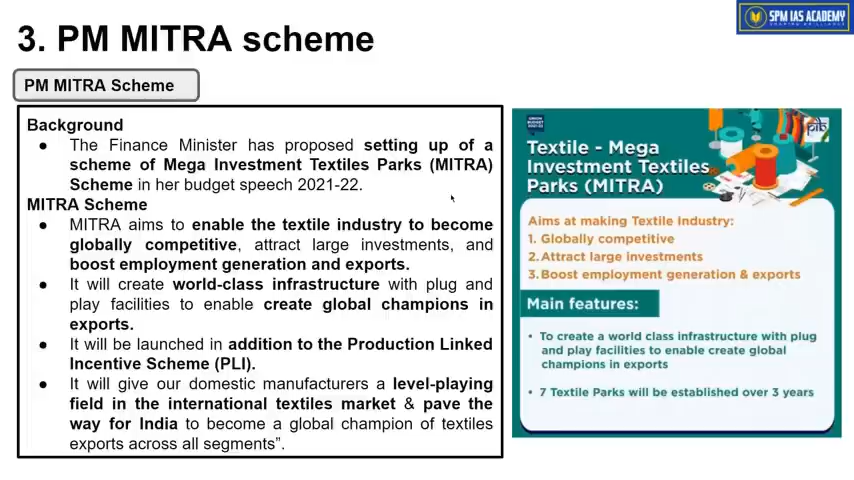 3. PM MITRA scheme
SPM IAS ACADEMY
PM MITRA Scheme
Background
● The Finance Minister has proposed setting up of a
scheme of Mega Investment Textiles Parks (MITRA)
Scheme in her budget speech 2021-22.
MITRA Scheme
● MITRA aims to enable the textile industry to become
globally competitive, attract large investments, and
boost employment generation and exports.
● It will create world-class infrastructure with plug and
play facilities to enable create global champions in
exports.
● It will be launched in addition to the Production Linked
Incentive Scheme (PLI).
● It will give our domestic manufacturers a level-playing
field in the international textiles market & pave the
way for India to become a global champion of textiles
exports across all segments”.
UNION
BUDGET
2021-22
pib
Textile - Mega
Investment Textiles
Parks (MITRA)
Aims at making Textile Industry:
1. Globally competitive
2. Attract large investments
3. Boost employment generation & exports
Main features:
• To create a world class infrastructure with plug
and play facilities to enable create global
champions in exports
• 7 Textile Parks will be established over 3 years